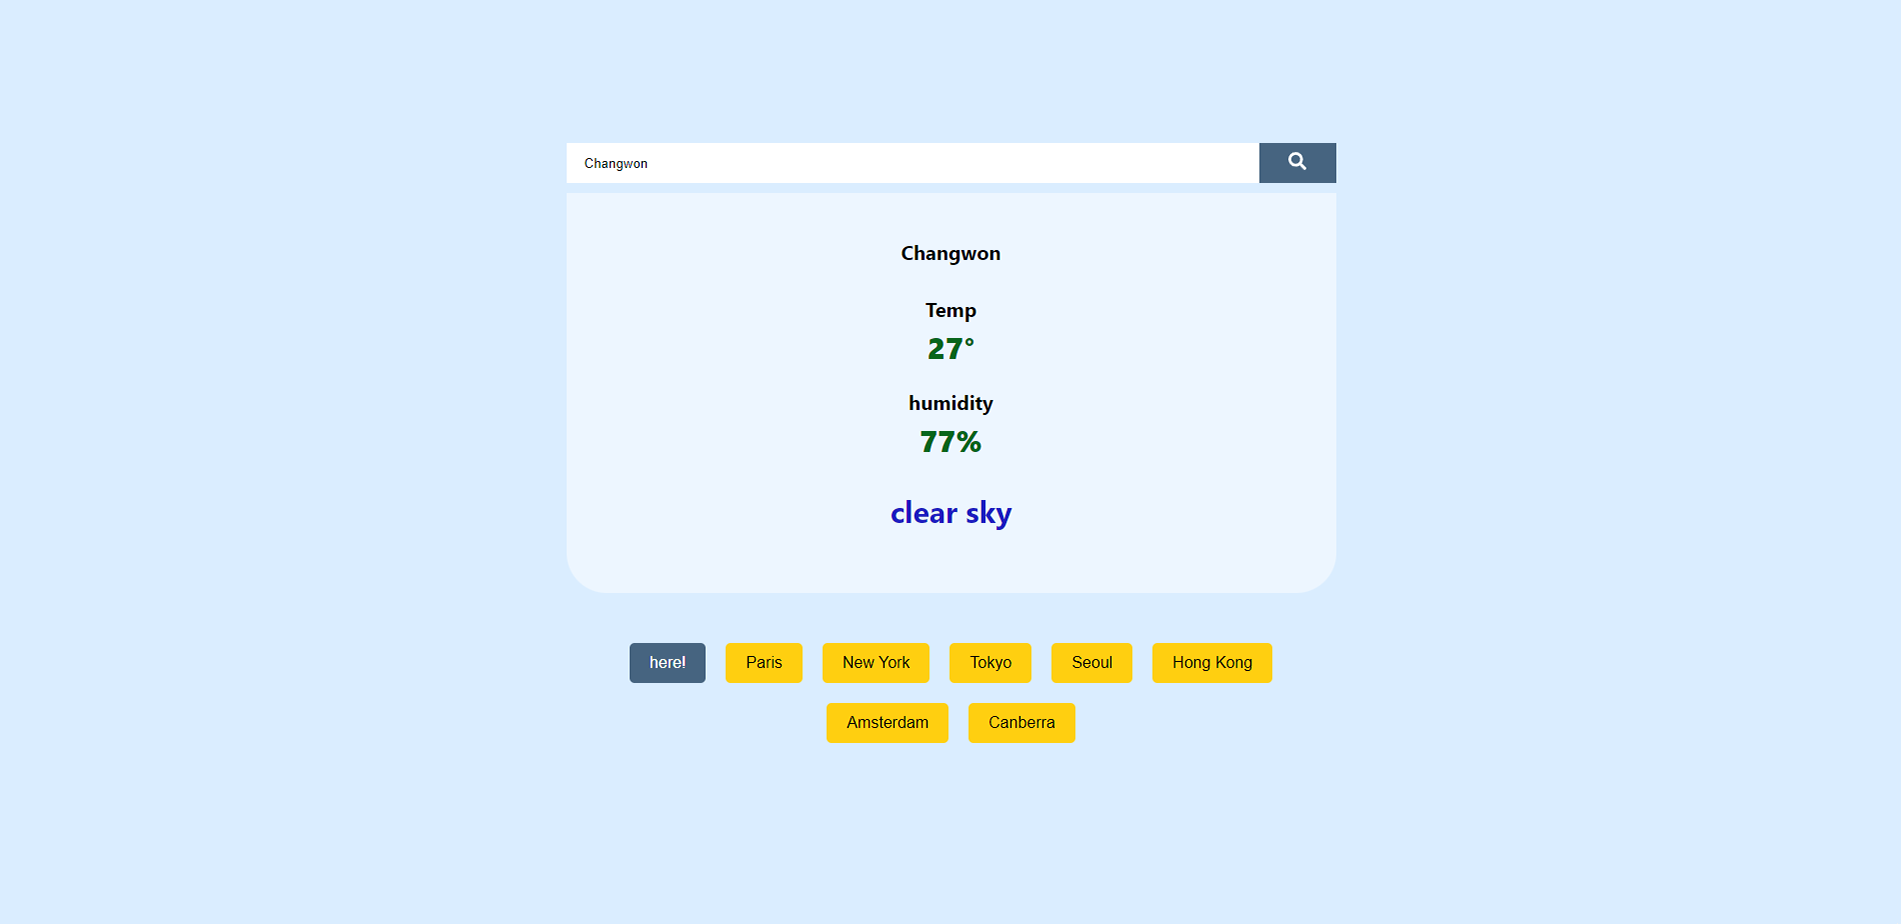 Changwon
Changwon
Temp
27°
humidity
77%
clear sky
here!
Paris
New York
Tokyo
Seoul
Hong Kong
Amsterdam
Canberra